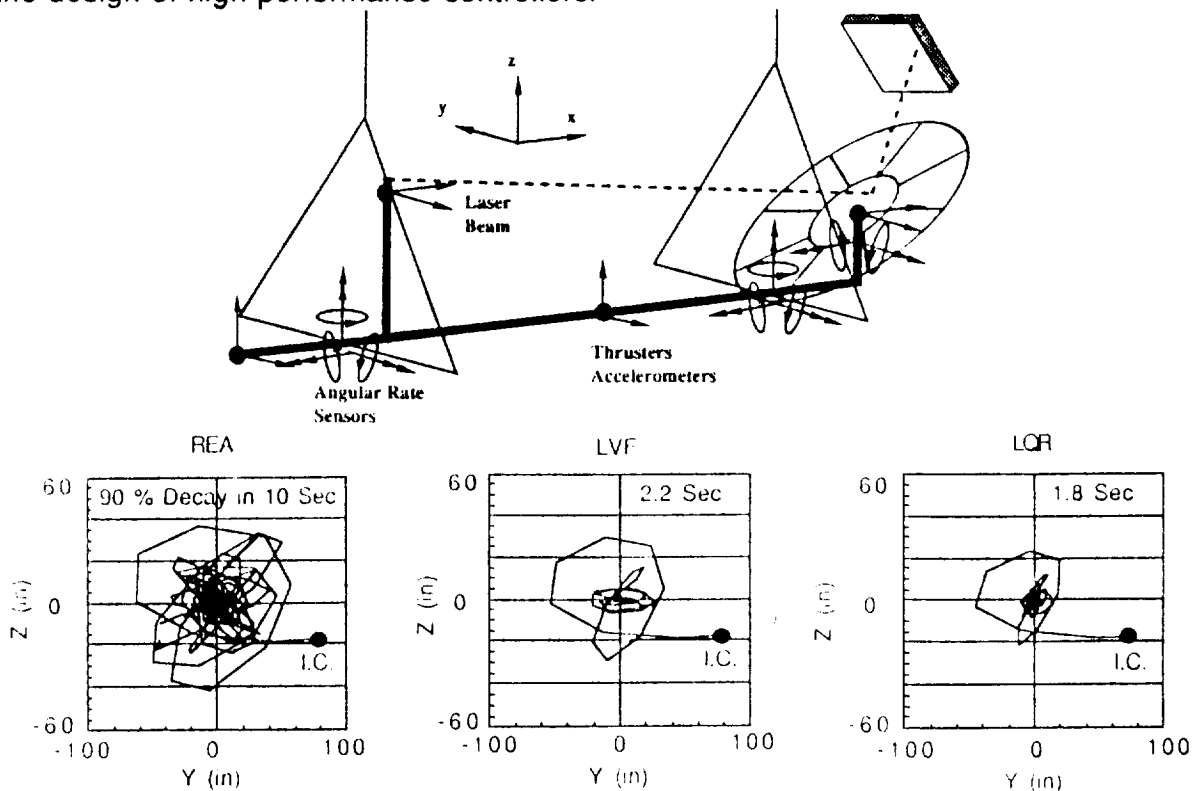 the design of high performance controllers.
z
y
x
Laser
Beam
Thrusters
Accelerometers
Angular Rate
Sensors
REA
LVF
LQR
60
90 % Decay in 10 Sec
Z (in)
0
I.C.
-60
-100
0
100
Y (in)
60
2.2 Sec
Z (in)
0
I.C.
-60
-100
0
100
Y (in)
60
1.8 Sec
Z (in)
0
I.C.
-60
-100
0
100
Y (in)